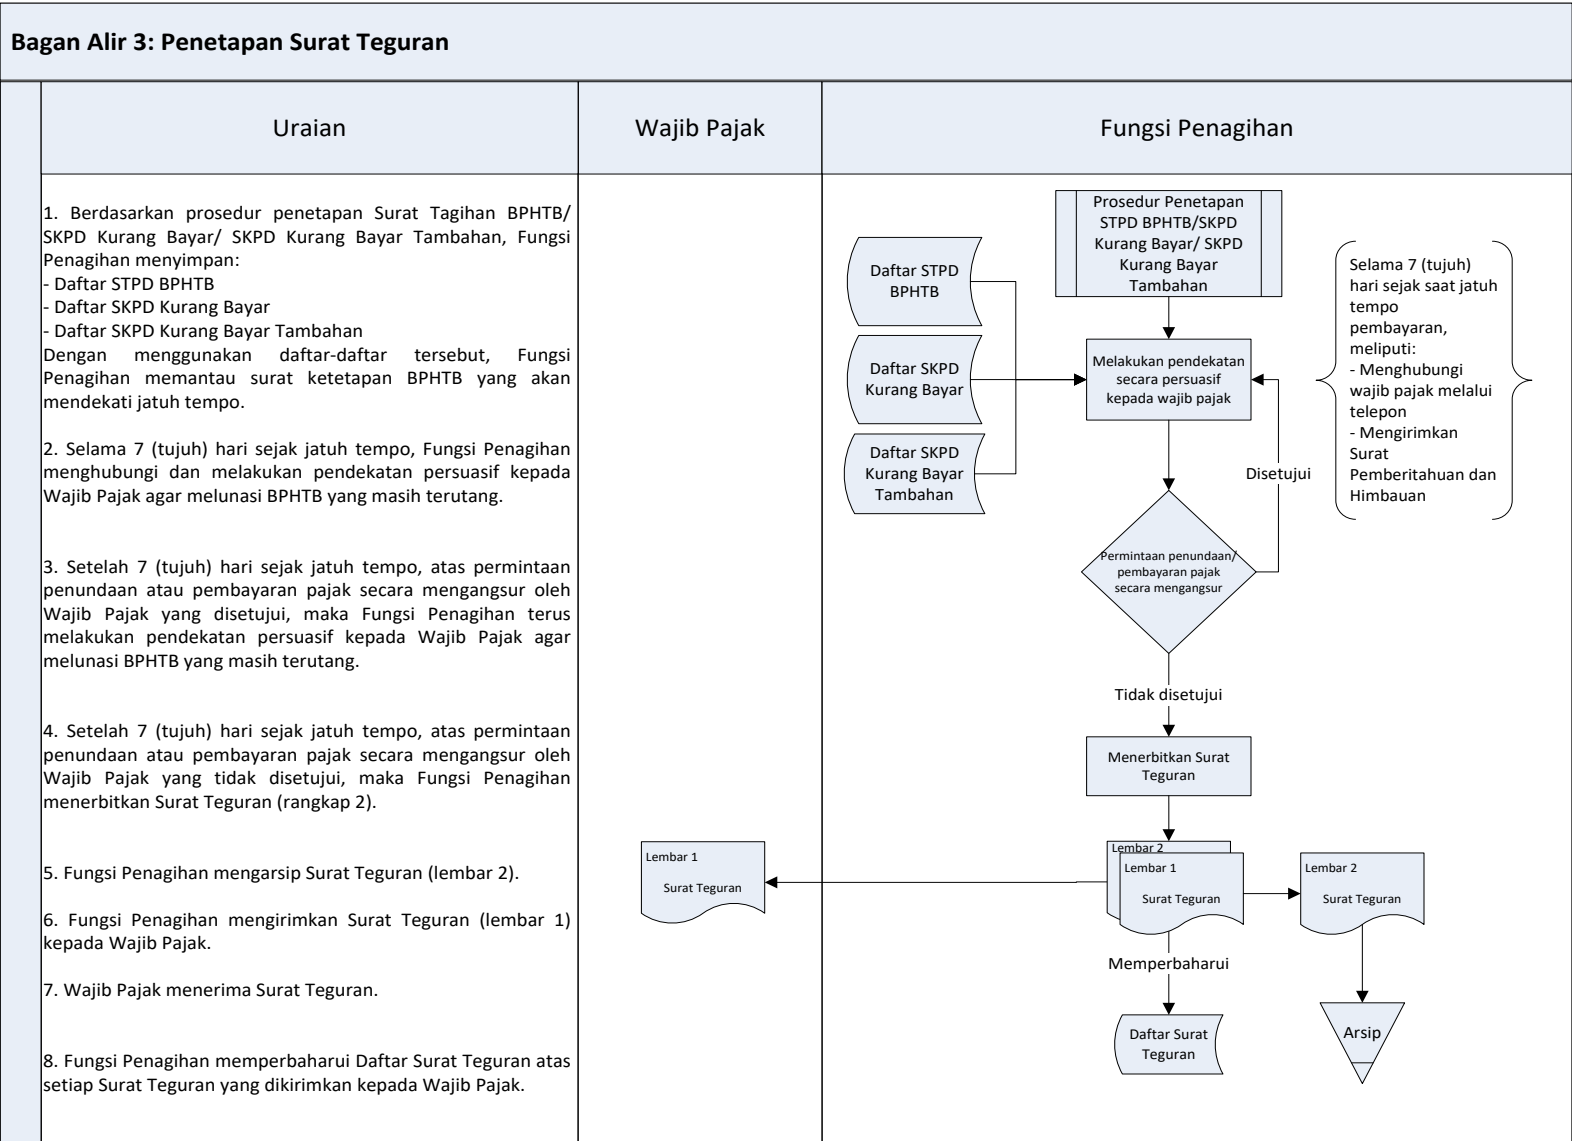 Bagan Alir 3: Penetapan Surat Teguran
Uraian
Wajib Pajak
Fungsi Penagihan
1. Berdasarkan prosedur penetapan Surat Tagihan BPHTB/
SKPD Kurang Bayar/ SKPD Kurang Bayar Tambahan, Fungsi
Penagihan menyimpan:
- Daftar STPD BPHTB
- Daftar SKPD Kurang Bayar
- Daftar SKPD Kurang Bayar Tambahan
Dengan menggunakan daftar-daftar tersebut, Fungsi
Penagihan memantau surat ketetapan BPHTB yang akan
mendekati jatuh tempo.
2. Selama 7 (tujuh) hari sejak jatuh tempo, Fungsi Penagihan
menghubungi dan melakukan pendekatan persuasif kepada
Wajib Pajak agar melunasi BPHTB yang masih terutang.
3. Setelah 7 (tujuh) hari sejak jatuh tempo, atas permintaan
penundaan atau pembayaran pajak secara mengangsur oleh
Wajib Pajak yang disetujui, maka Fungsi Penagihan terus
melakukan pendekatan persuasif kepada Wajib Pajak agar
melunasi BPHTB yang masih terutang.
4. Setelah 7 (tujuh) hari sejak jatuh tempo, atas permintaan
penundaan atau pembayaran pajak secara mengangsur oleh
Wajib Pajak yang tidak disetujui, maka Fungsi Penagihan
menerbitkan Surat Teguran (rangkap 2).
5. Fungsi Penagihan mengarsip Surat Teguran (lembar 2).
6. Fungsi Penagihan mengirimkan Surat Teguran (lembar 1)
kepada Wajib Pajak.
7. Wajib Pajak menerima Surat Teguran.
8. Fungsi Penagihan memperbaharui Daftar Surat Teguran atas
setiap Surat Teguran yang dikirimkan kepada Wajib Pajak.
Lembar 1
Surat Teguran
Prosedur Penetapan
STPD BPHTB/SKPD
Kurang Bayar/ SKPD
Kurang Bayar
Tambahan
Daftar STPD
BPHTB
Daftar SKPD
Kurang Bayar
Daftar SKPD
Kurang Bayar
Tambahan
Melakukan pendekatan
secara persuasif
kepada wajib pajak
Selama 7 (tujuh)
hari sejak saat jatuh
tempo
pembayaran,
meliputi:
- Menghubungi
wajib pajak melalui
telepon
- Mengirimkan
Surat
Pemberitahuan dan
Himbauan
Disetujui
Permintaan penundaan/
pembayaran pajak
secara mengangsur
Tidak disetujui
Menerbitkan Surat
Teguran
Lembar 2
Lembar 1
Surat Teguran
Lembar 2
Surat Teguran
Memperbaharui
Daftar Surat
Teguran
Arsip